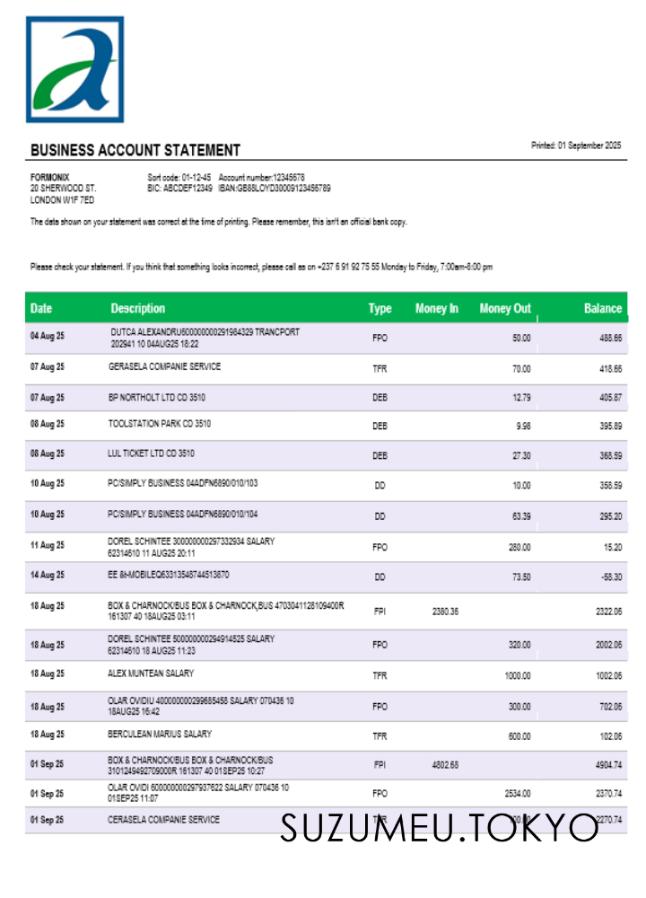 BUSINESS ACCOUNT STATEMENT
Printed: 01 September 2025
FORMONIX
20 SHERWOOD ST.
LONDON W1F 7ED
Sort code: 01-12-45 Account number:12345678
BIC: ABCDEF12349 IBAN:GB88LOYD30009123456789
The data shown on your statement was correct at the time of printing. Please remember, this isn't an official bank copy.
Please check your statement. If you think that something looks incorrect, please call as on +237 6 91 92 75 55 Monday to Friday, 7:00am-8:00 pm
Date Description Type Money In Money Out Balance
04 Aug 25 DUTCA ALEXANDRU600000000291984329 TRANCPORT FPO 50.00 488.66
202941 10 04AUG25 18:22
07 Aug 25 GERASELA COMPANIE SERVICE TFR 70.00 418.66
07 Aug 25 BP NORTHOLT LTD CD 3510 DEB 12.79 405.87
08 Aug 25 TOOLSTATION PARK CD 3510 DEB 9.98 395.89
08 Aug 25 LUL TICKET LTD CD 3510 DEB 27.30 368.59
10 Aug 25 PC/SIMPLY BUSINESS 04ADFN6890/010/103 DD 10.00 358.59
10 Aug 25 PC/SIMPLY BUSINESS 04ADFN6890/010/104 DD 63.39 295.20
11 Aug 25 DOREL SCHINTEE 300000000297332934 SALARY FPO 280.00 15.20
62314610 11 AUG25 20:11
14 Aug 25 EE &t-MOBILEQ63313548744513870 DD 73.50 -58.30
18 Aug 25 BOX & CHARNOCK/BUS BOX & CHARNOCK,BUS 4703041128109400R FPI 2380.36 2322.06
161307 40 18AUG25 03:11
18 Aug 25 DOREL SCHINTEE 500000000294914525 SALARY FPO 320.00 2002.06
62314610 18 AUG25 11:23
18 Aug 25 ALEX MUNTEAN SALARY TFR 1000.00 1002.06
18 Aug 25 OLAR OVIDIU 400000000299685458 SALARY 070436 10 FPO 300.00 702.06
18AUG25 16:42
18 Aug 25 BERCULEAN MARIUS SALARY TFR 600.00 102.06
01 Sep 25 BOX & CHARNOCK/BUS BOX & CHARNOCK/BUS FPI 4802.68 4904.74
3101249492709000R 161307 40 01SEP25 10:27
01 Sep 25 OLAR OVIDI 600000000297937622 SALARY 070436 10 FPO 2534.00 2370.74
01SEP25 11:07
01 Sep 25 CERASELA COMPANIE SERVICE 2270.74
SUZUMEU.TOKYO